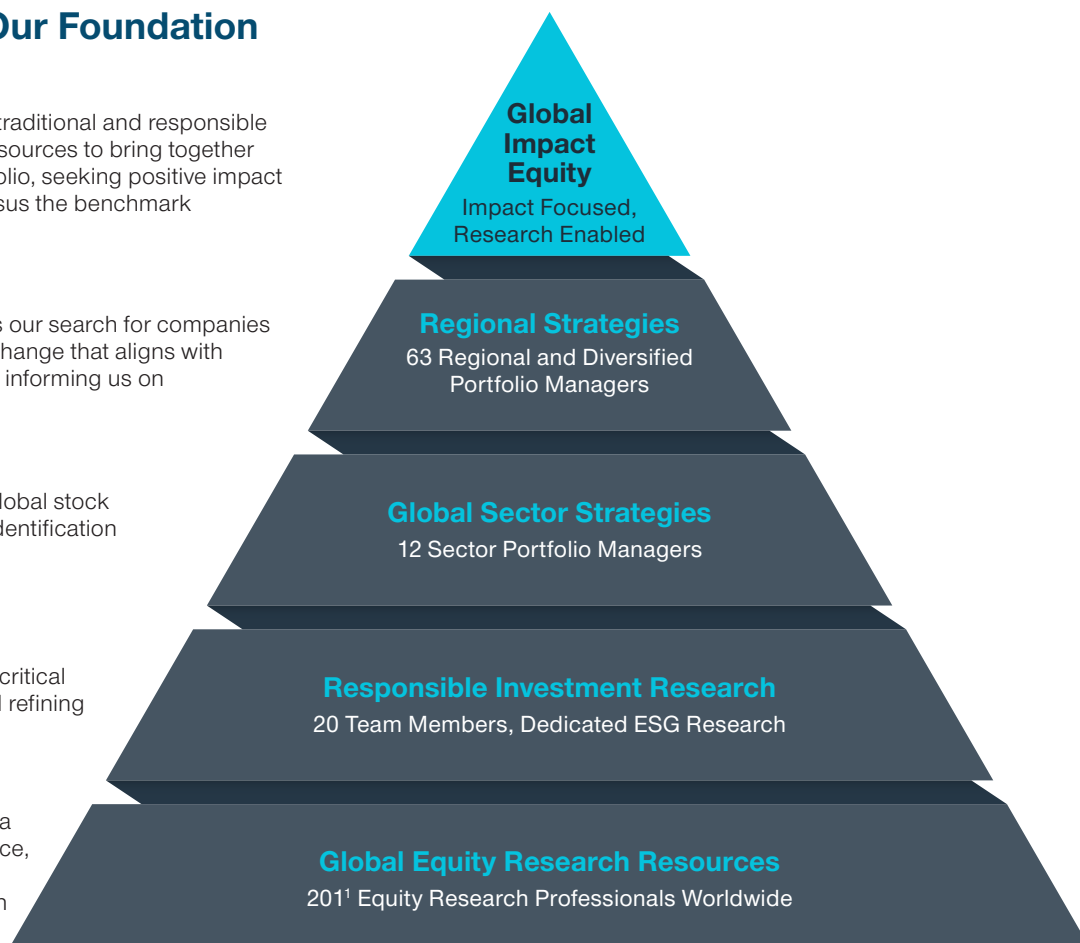 Our Foundation
traditional and responsible
sources to bring together
olio, seeking positive impact
sus the benchmark
s our search for companies
change that aligns with
informing us on
lobal stock
dentification
critical
refining
a
ce,
n
Global
Impact
Equity
Impact Focused,
Research Enabled
Regional Strategies
63 Regional and Diversified
Portfolio Managers
Global Sector Strategies
12 Sector Portfolio Managers
Responsible Investment Research
20 Team Members, Dedicated ESG Research
Global Equity Research Resources
201¹ Equity Research Professionals Worldwide